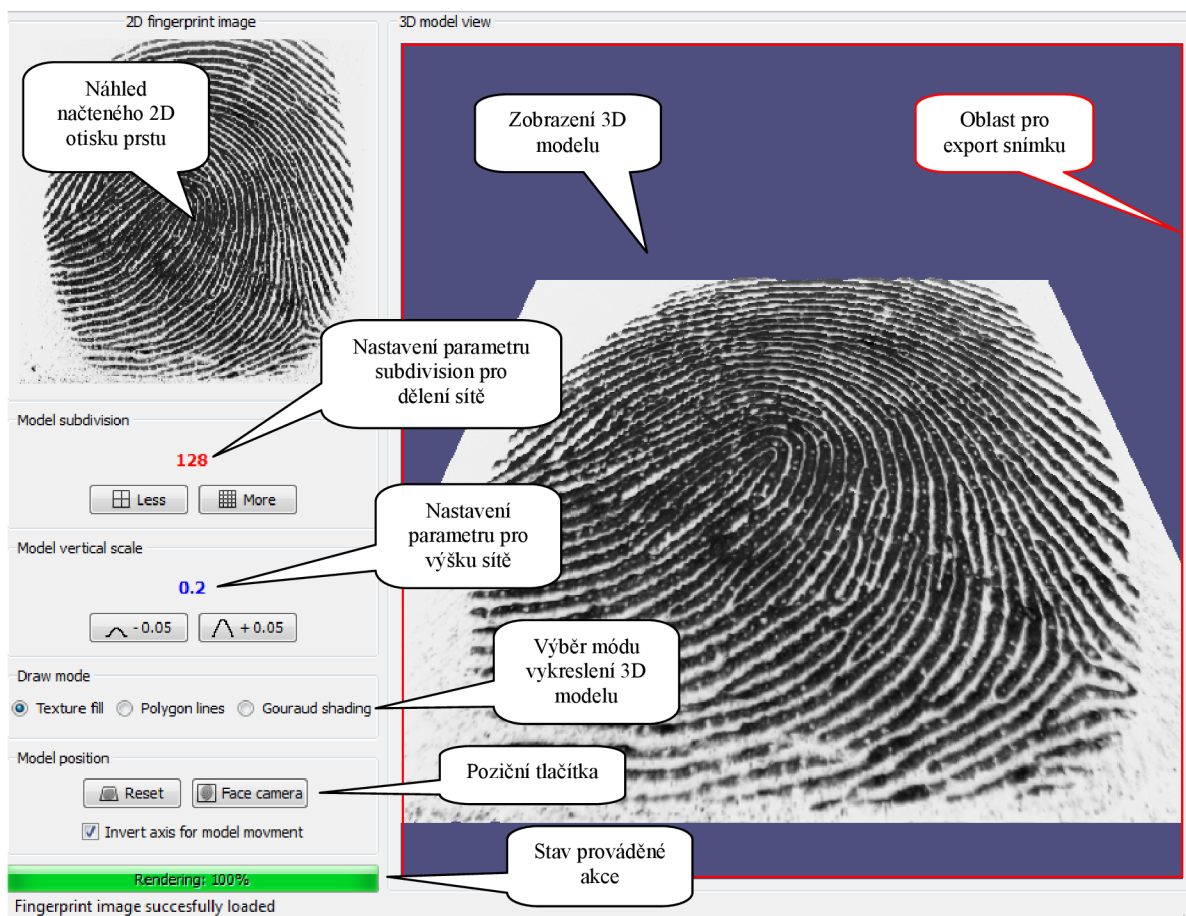 2D fingerprint image
3D model view
Náhled
načteného 2D
otisku prstu
Zobrazení 3D
modelu
Oblast pro
export snímku
Nastavení parametru
subdivision pro
dělení sítě
Model subdivision
128
Less
More
Nastavení
parametru pro
výšku sítě
Model vertical scale
0.2
- 0.05
+ 0.05
Výběr módu
vykreslení 3D
modelu
Draw mode
Texture fill
Polygon lines
Gouraud shading
Model position
Poziční tlačítka
Reset
Face camera
Invert axis for model movment
Stav prováděné
akce
Rendering: 100%
Fingerprint image succesfully loaded